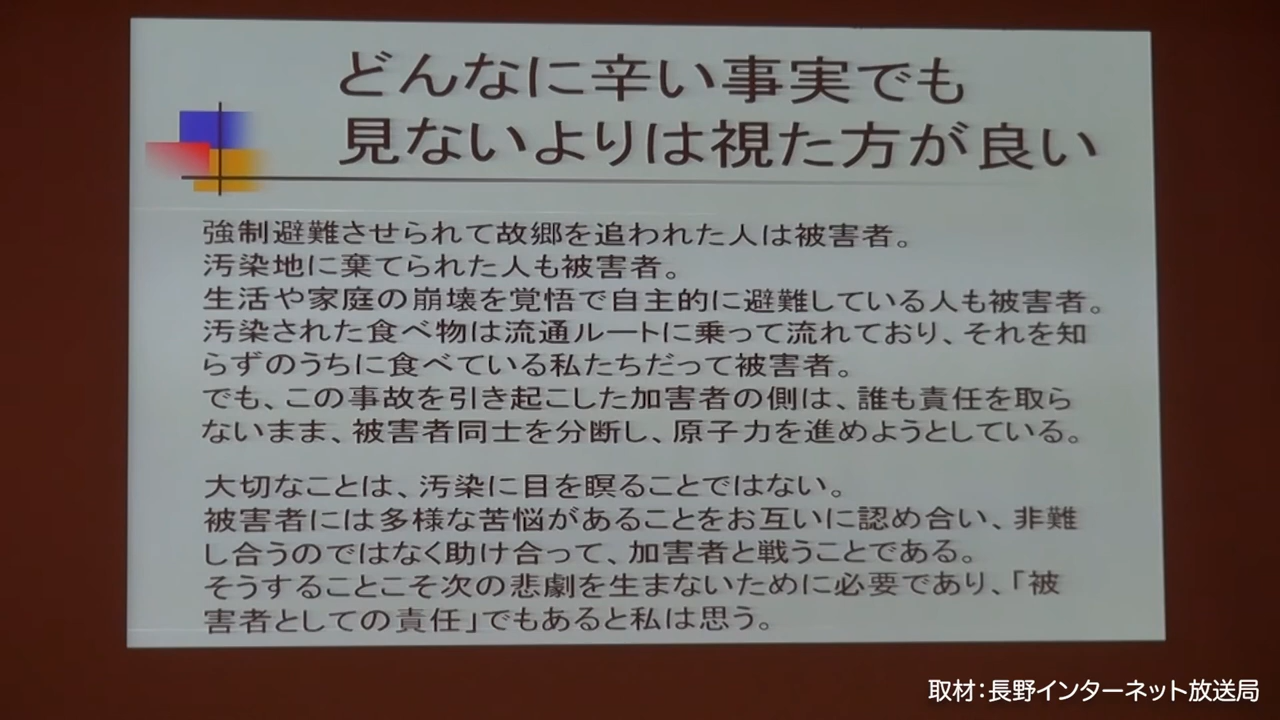 どんなに辛い事実でも
見ないよりは視た方が良い
強制避難させられて故郷を追われた人は被害者。
汚染地に棄てられた人も被害者。
生活や家庭の崩壊を覚悟で自主的に避難している人も被害者。
汚染された食べ物は流通ルートに乗って流れており、それを知
らずのうちに食べている私たちだって被害者。
でも、この事故を引き起こした加害者の側は、誰も責任を取ら
ないまま、被害者同士を分断し、原子力を進めようとしている。
大切なことは、汚染に目を瞑ることではない。
被害者には多様な苦悩があることをお互いに認め合い、非難
し合うのではなく助け合って、加害者と戦うことである。
そうすることこそ次の悲劇を生まないために必要であり、「被
害者としての責任」でもあると私は思う。
取材：長野インターネット放送局